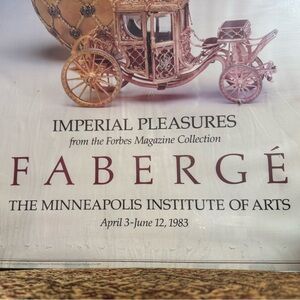 IMPERIAL PLEASURES
from the Forbes Magazine Collection
FABERGÉ
THE MINNEAPOLIS INSTITUTE OF ARTS
April 3-June 12, 1983